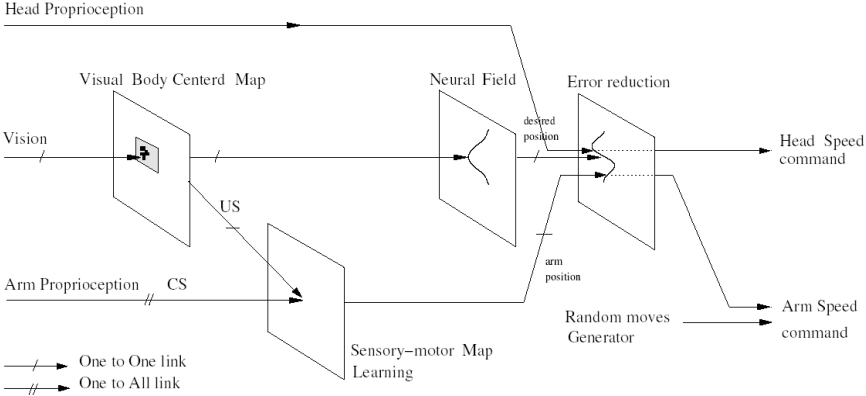 Head Proprioception
Visual Body Centerd Map
Neural Field
Error reduction
desired
position
Vision
Head Speed
command
US
Arm Proprioception
CS
arm
position
Arm Speed
command
Random moves
Generator
Sensory-motor Map
Learning
One to One link
One to All link